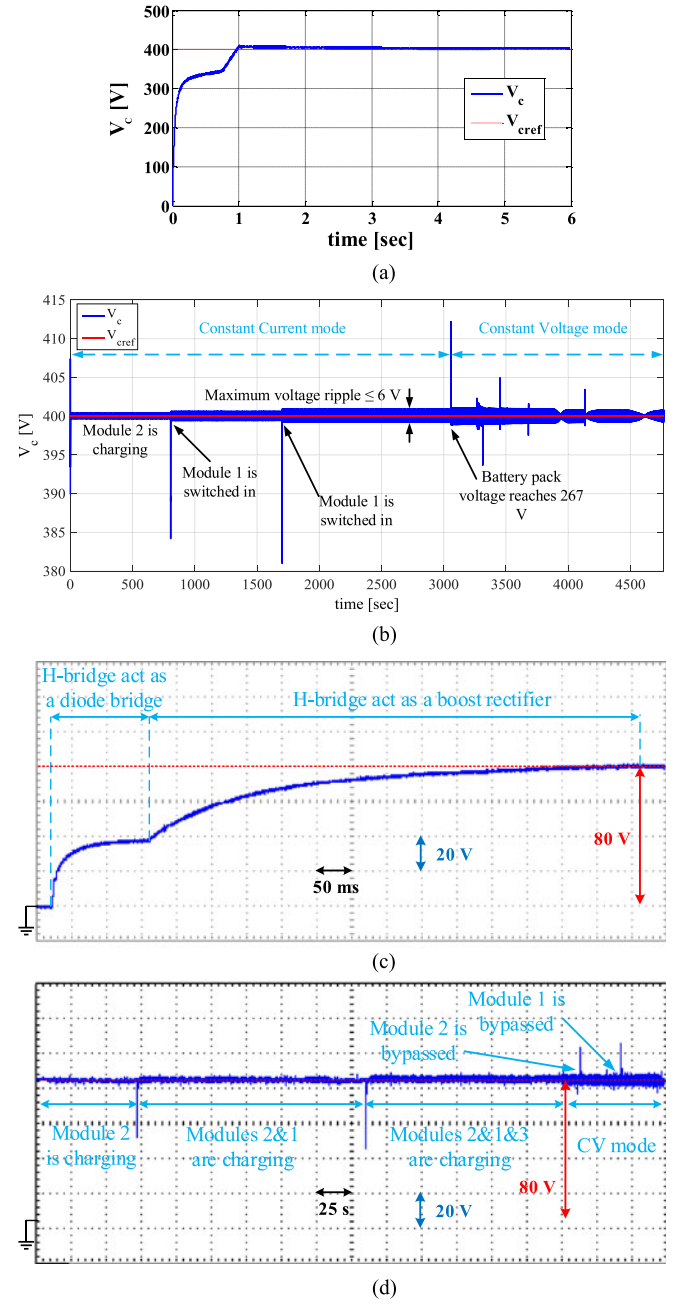 500
400
300
200
100
0
V_c [V]
V_c
V_cref
0 1 2 3 4 5 6
time [sec]
(a)
415
410
405
400
395
390
385
380
V_c [V]
V_c
V_cref
Constant Current mode
Constant Voltage mode
Maximum voltage ripple ≤ 6 V
Module 2 is
charging
Module 1 is
switched in
Module 1 is
switched in
Battery pack
voltage reaches 267
V
0 500 1000 1500 2000 2500 3000 3500 4000 4500
time [sec]
(b)
H-bridge act as
a diode bridge
H-bridge act as a boost rectifier
80 V
20 V
50 ms
(c)
Module 1 is
bypassed
Module 2 is
bypassed
Module 2
is charging
Modules 2&1
are charging
Modules 2&1&3
are charging
CV mode
80 V
25 s
20 V
(d)